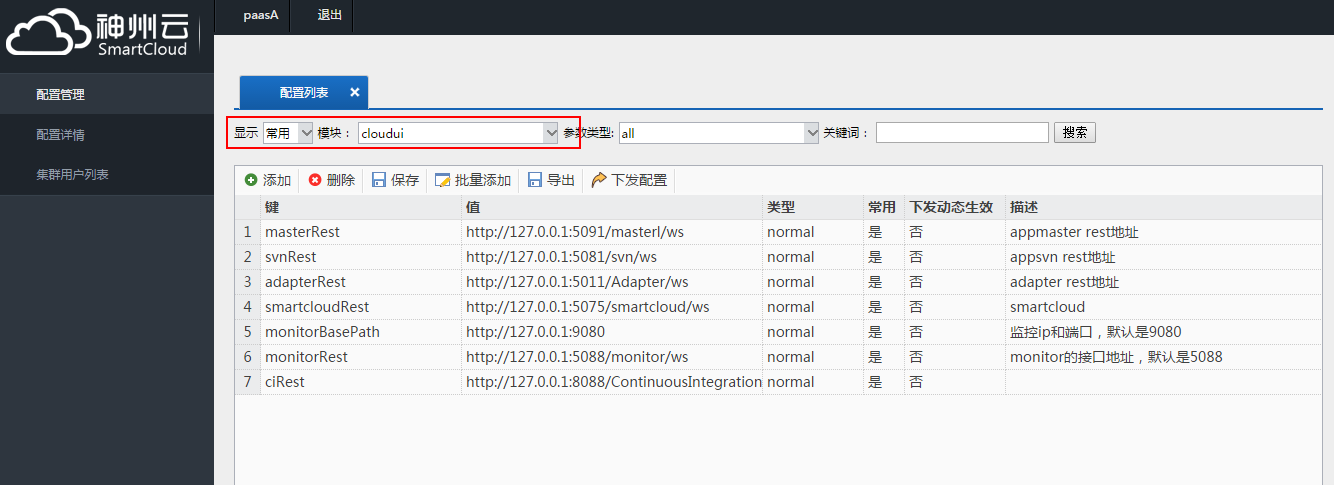 神州云
SmartCloud
paasA 退出
配置管理
配置详情
集群用户列表
配置列表 ×
显示 常用 模块： cloudui 参数类型: all 关键词： 搜索
添加 删除 保存 批量添加 导出 下发配置
键 值 类型 常用 下发动态生效 描述
1 masterRest http://127.0.0.1:5091/masterl/ws normal 是 否 appmaster rest地址
2 svnRest http://127.0.0.1:5081/svn/ws normal 是 否 appsvn rest地址
3 adapterRest http://127.0.0.1:5011/Adapter/ws normal 是 否 adapter rest地址
4 smartcloudRest http://127.0.0.1:5075/smartcloud/ws normal 是 否 smartcloud
5 monitorBasePath http://127.0.0.1:9080 normal 是 否 监控ip和端口，默认是9080
6 monitorRest http://127.0.0.1:5088/monitor/ws normal 是 否 monitor的接口地址，默认是5088
7 ciRest http://127.0.0.1:8088/ContinuousIntegration normal 是 否